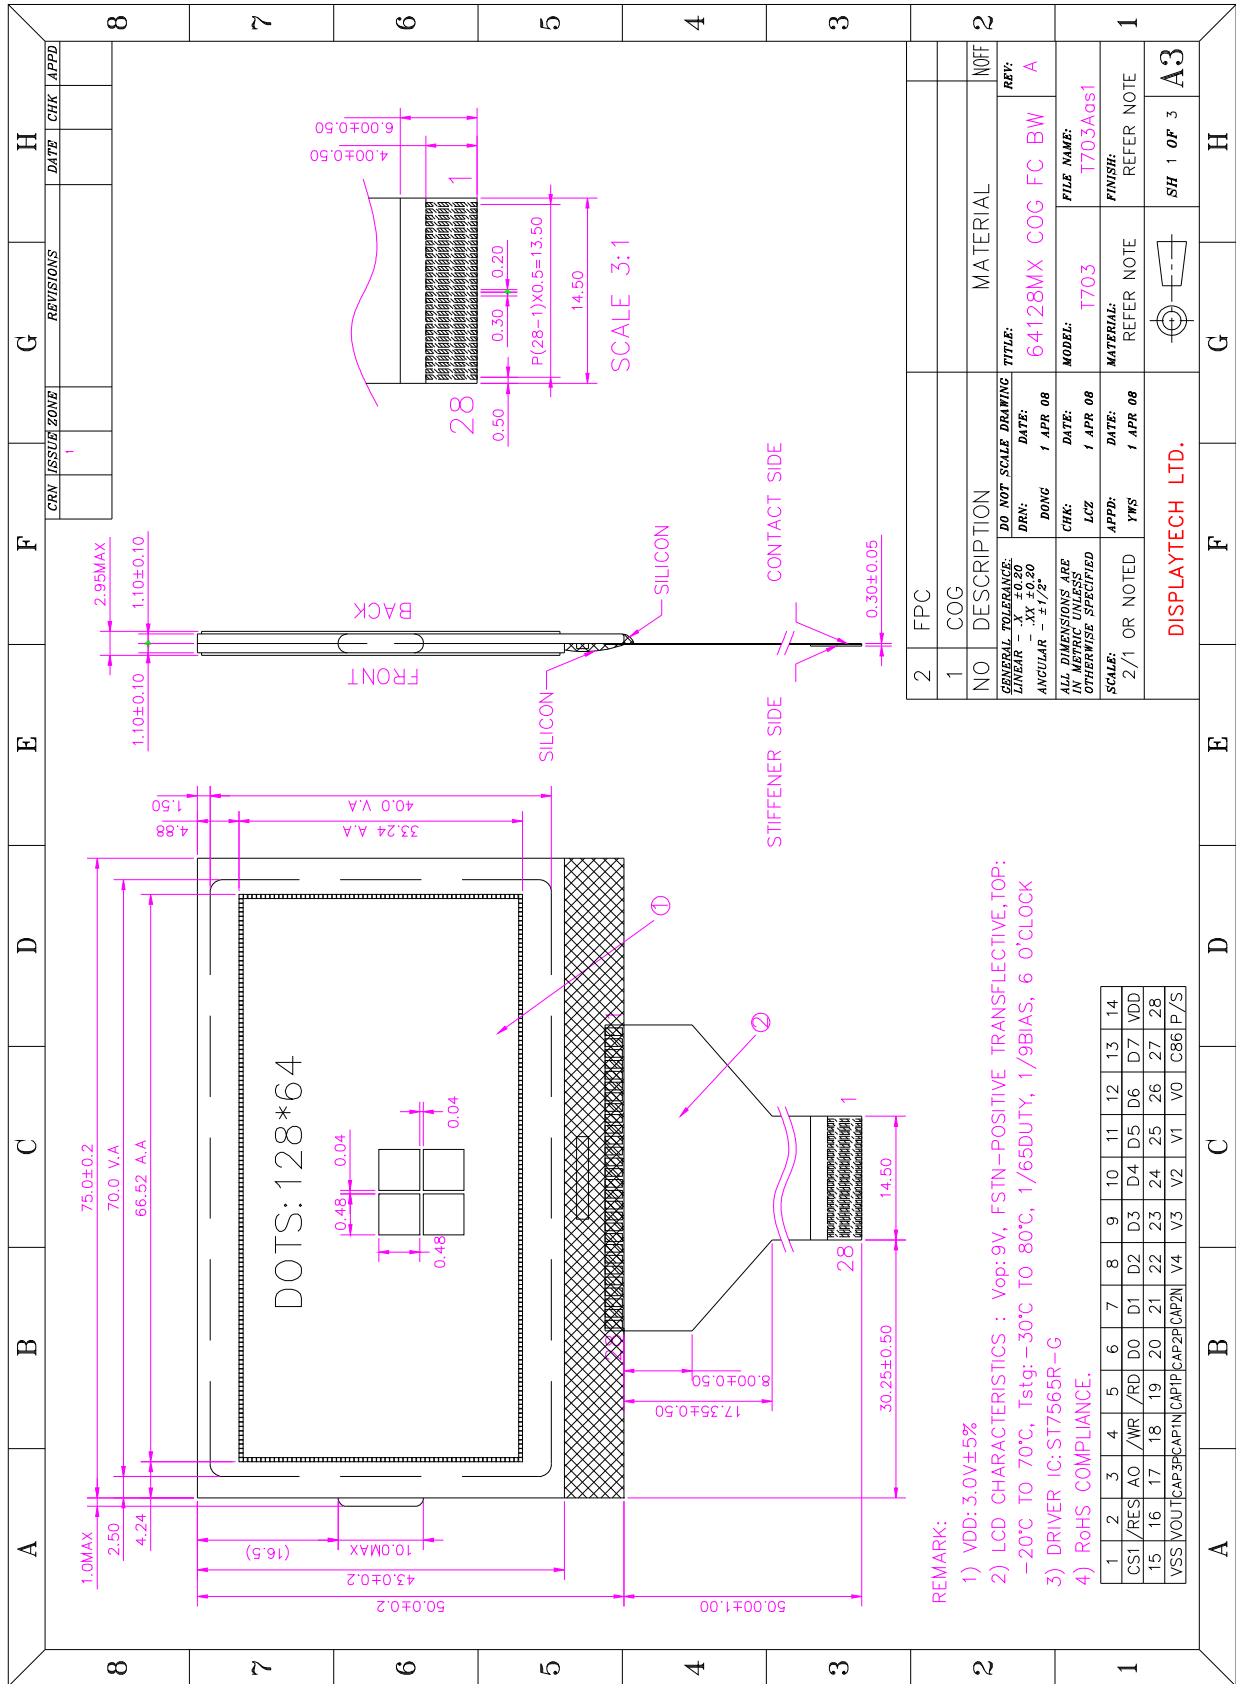 A B C D E F G H
8
7
6
5
4
3
2
1
CRN ISSUE ZONE REVISIONS DATE CHK APPD
1
75.0±0.2
70.0 V.A
66.52 A.A
1.0MAX
2.50
4.24
1.50
4.88
40.0 V.A
33.24 A.A
DOTS:128*64
0.48
0.04
0.48
0.04
(16.5)
10.0MAX
43.0±0.2
50.0±0.2
50.00±1.00
17.35±0.50
8.00±0.50
30.25±0.50
14.50
28
1
28
1
①
②
2.95MAX
1.10±0.10
1.10±0.10
FRONT
BACK
SILICON
SILICON
STIFFENER SIDE
CONTACT SIDE
0.30±0.05
6.00±0.50
4.00±0.50
28
1
0.50
0.30
0.20
P(28-1)X0.5=13.50
14.50
SCALE 3:1
REMARK:
1) VDD: 3.0V±5%
2) LCD CHARACTERISTICS : Vop:9V, FSTN-POSITIVE TRANSFLECTIVE,TOP:
-20°C TO 70°C, Tstg:-30°C TO 80°C, 1/65DUTY, 1/9BIAS, 6 O'CLOCK
3) DRIVER IC:ST7565R-G
4) RoHS COMPLIANCE.
1 2 3 4 5 6 7 8 9 10 11 12 13 14
CS1 /RES A0 /WR /RD D0 D1 D2 D3 D4 D5 D6 D7 VDD
15 16 17 18 19 20 21 22 23 24 25 26 27 28
VSS VOUT CAP3P CAP1N CAP1P CAP2P CAP2N V4 V3 V2 V1 V0 C86 P/S
2 FPC
1 COG
NO DESCRIPTION MATERIAL NOFF
GENERAL TOLERANCE:
LINEAR - .X ±0.20
- .XX ±0.20
ANGULAR - ±1/2°
DO NOT SCALE DRAWING
DRN: DATE:
DONG 1 APR 08
TITLE:
64128MX COG FC BW
REV:
A
ALL DIMENSIONS ARE
IN METRIC UNLESS
OTHERWISE SPECIFIED
CHK: DATE:
LCZ 1 APR 08
MODEL:
T703
FILE NAME:
T703Aas1
SCALE:
2/1 OR NOTED
APPD: DATE:
YWS 1 APR 08
MATERIAL:
REFER NOTE
FINISH:
REFER NOTE
DISPLAYTECH LTD.
SH 1 OF 3
A3
A B C D E F G H
8
7
6
5
4
3
2
1